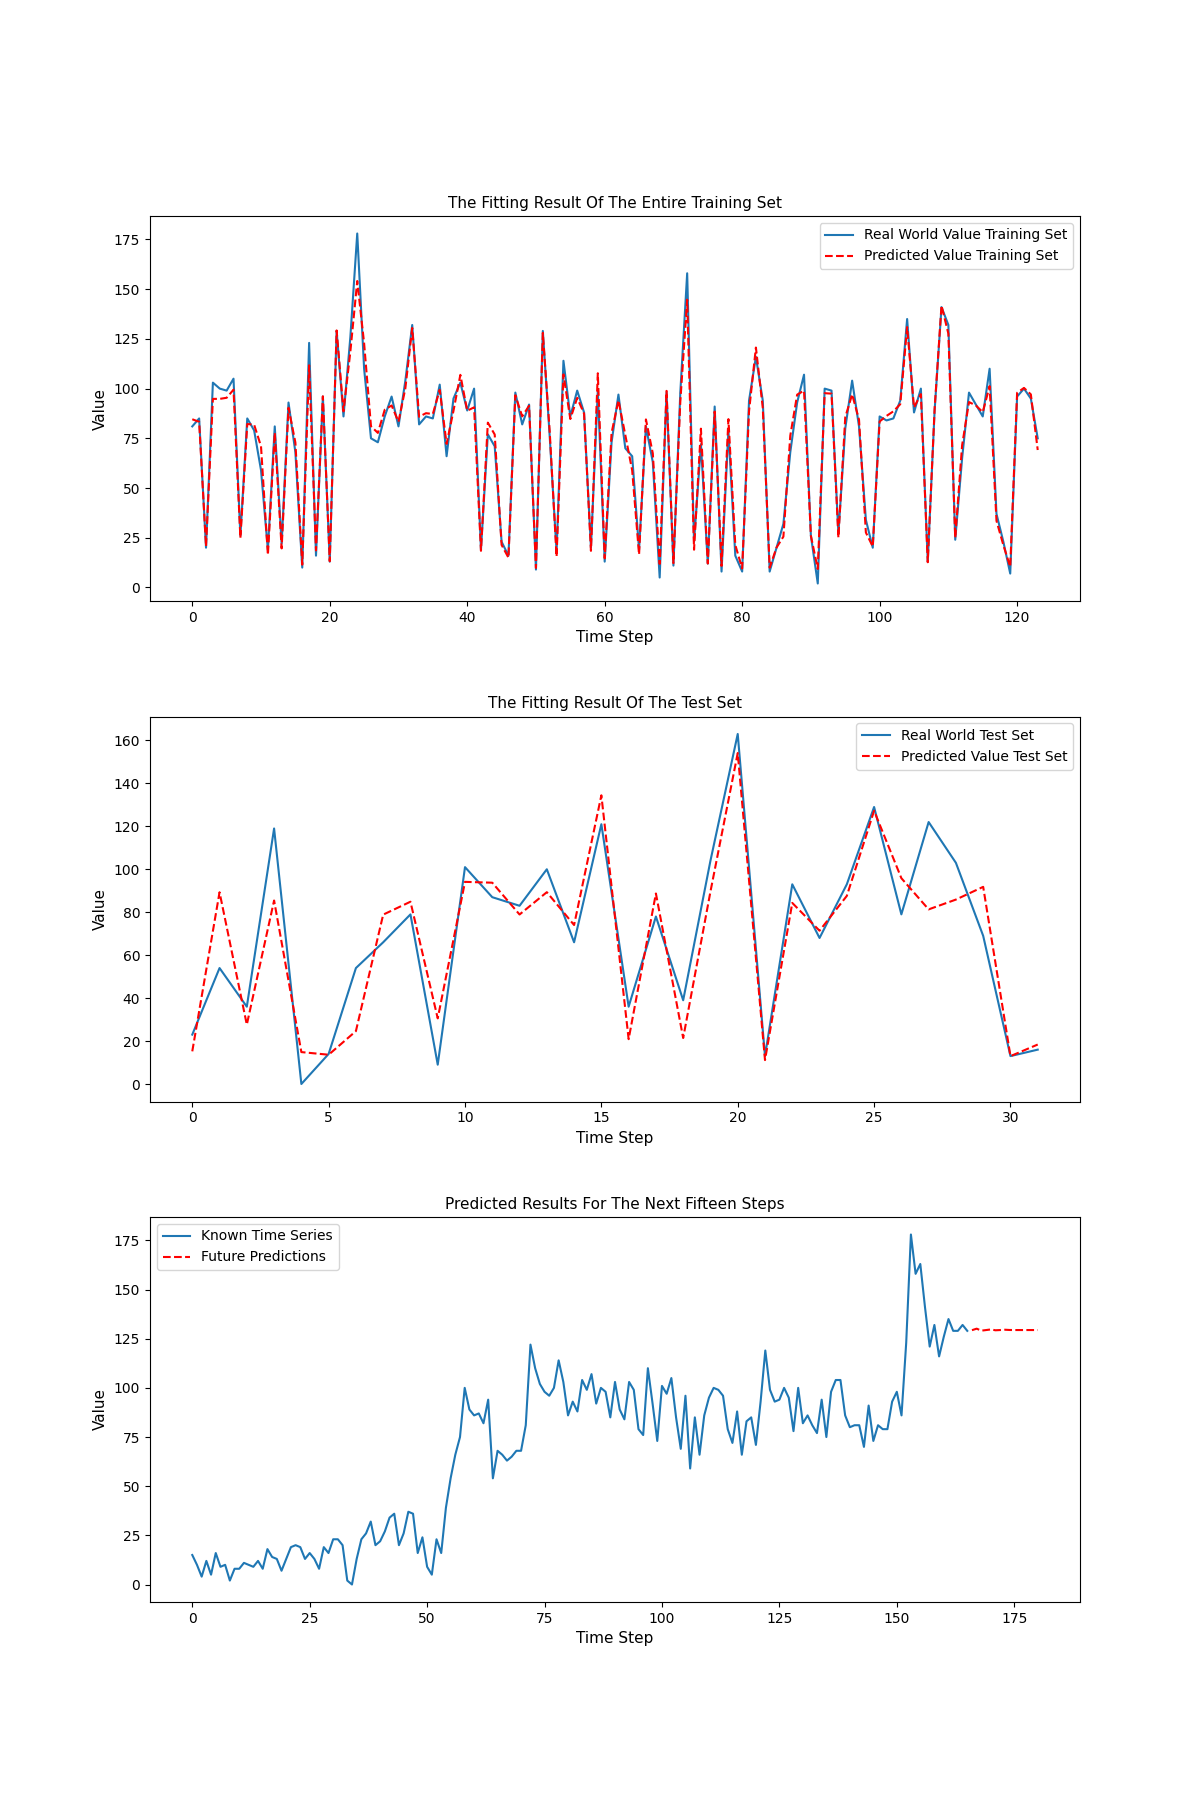 The Fitting Result Of The Entire Training Set
175
150
125
100
75
50
25
0
Value
Real World Value Training Set
Predicted Value Training Set
0 20 40 60 80 100 120
Time Step
The Fitting Result Of The Test Set
160
140
120
100
80
60
40
20
0
Value
Real World Test Set
Predicted Value Test Set
0 5 10 15 20 25 30
Time Step
Predicted Results For The Next Fifteen Steps
175
150
125
100
75
50
25
0
Value
Known Time Series
Future Predictions
0 25 50 75 100 125 150 175
Time Step